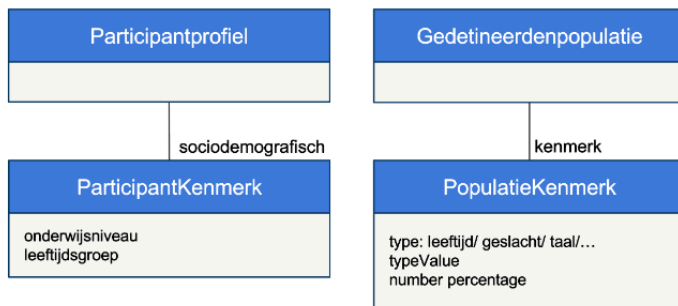 Participantprofiel
sociodemografisch
ParticipantKenmerk
onderwijsniveau
leeftijdsgroep
Gedetineerdenpopulatie
kenmerk
PopulatieKenmerk
type: leeftijd/ geslacht/ taal/...
typeValue
number percentage